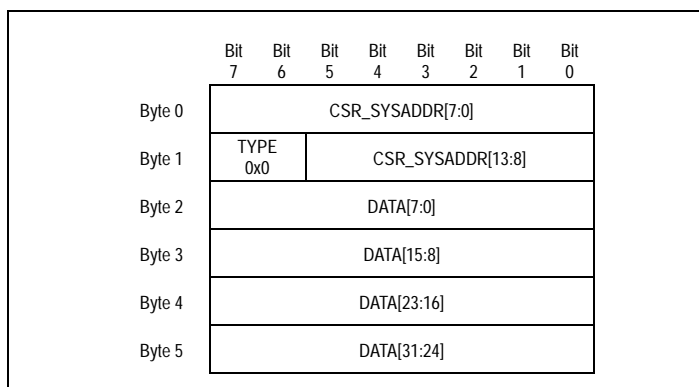 Bit Bit Bit Bit Bit Bit Bit Bit
7 6 5 4 3 2 1 0
Byte 0 CSR_SYSADDR[7:0]
Byte 1 TYPE 0x0 CSR_SYSADDR[13:8]
Byte 2 DATA[7:0]
Byte 3 DATA[15:8]
Byte 4 DATA[23:16]
Byte 5 DATA[31:24]